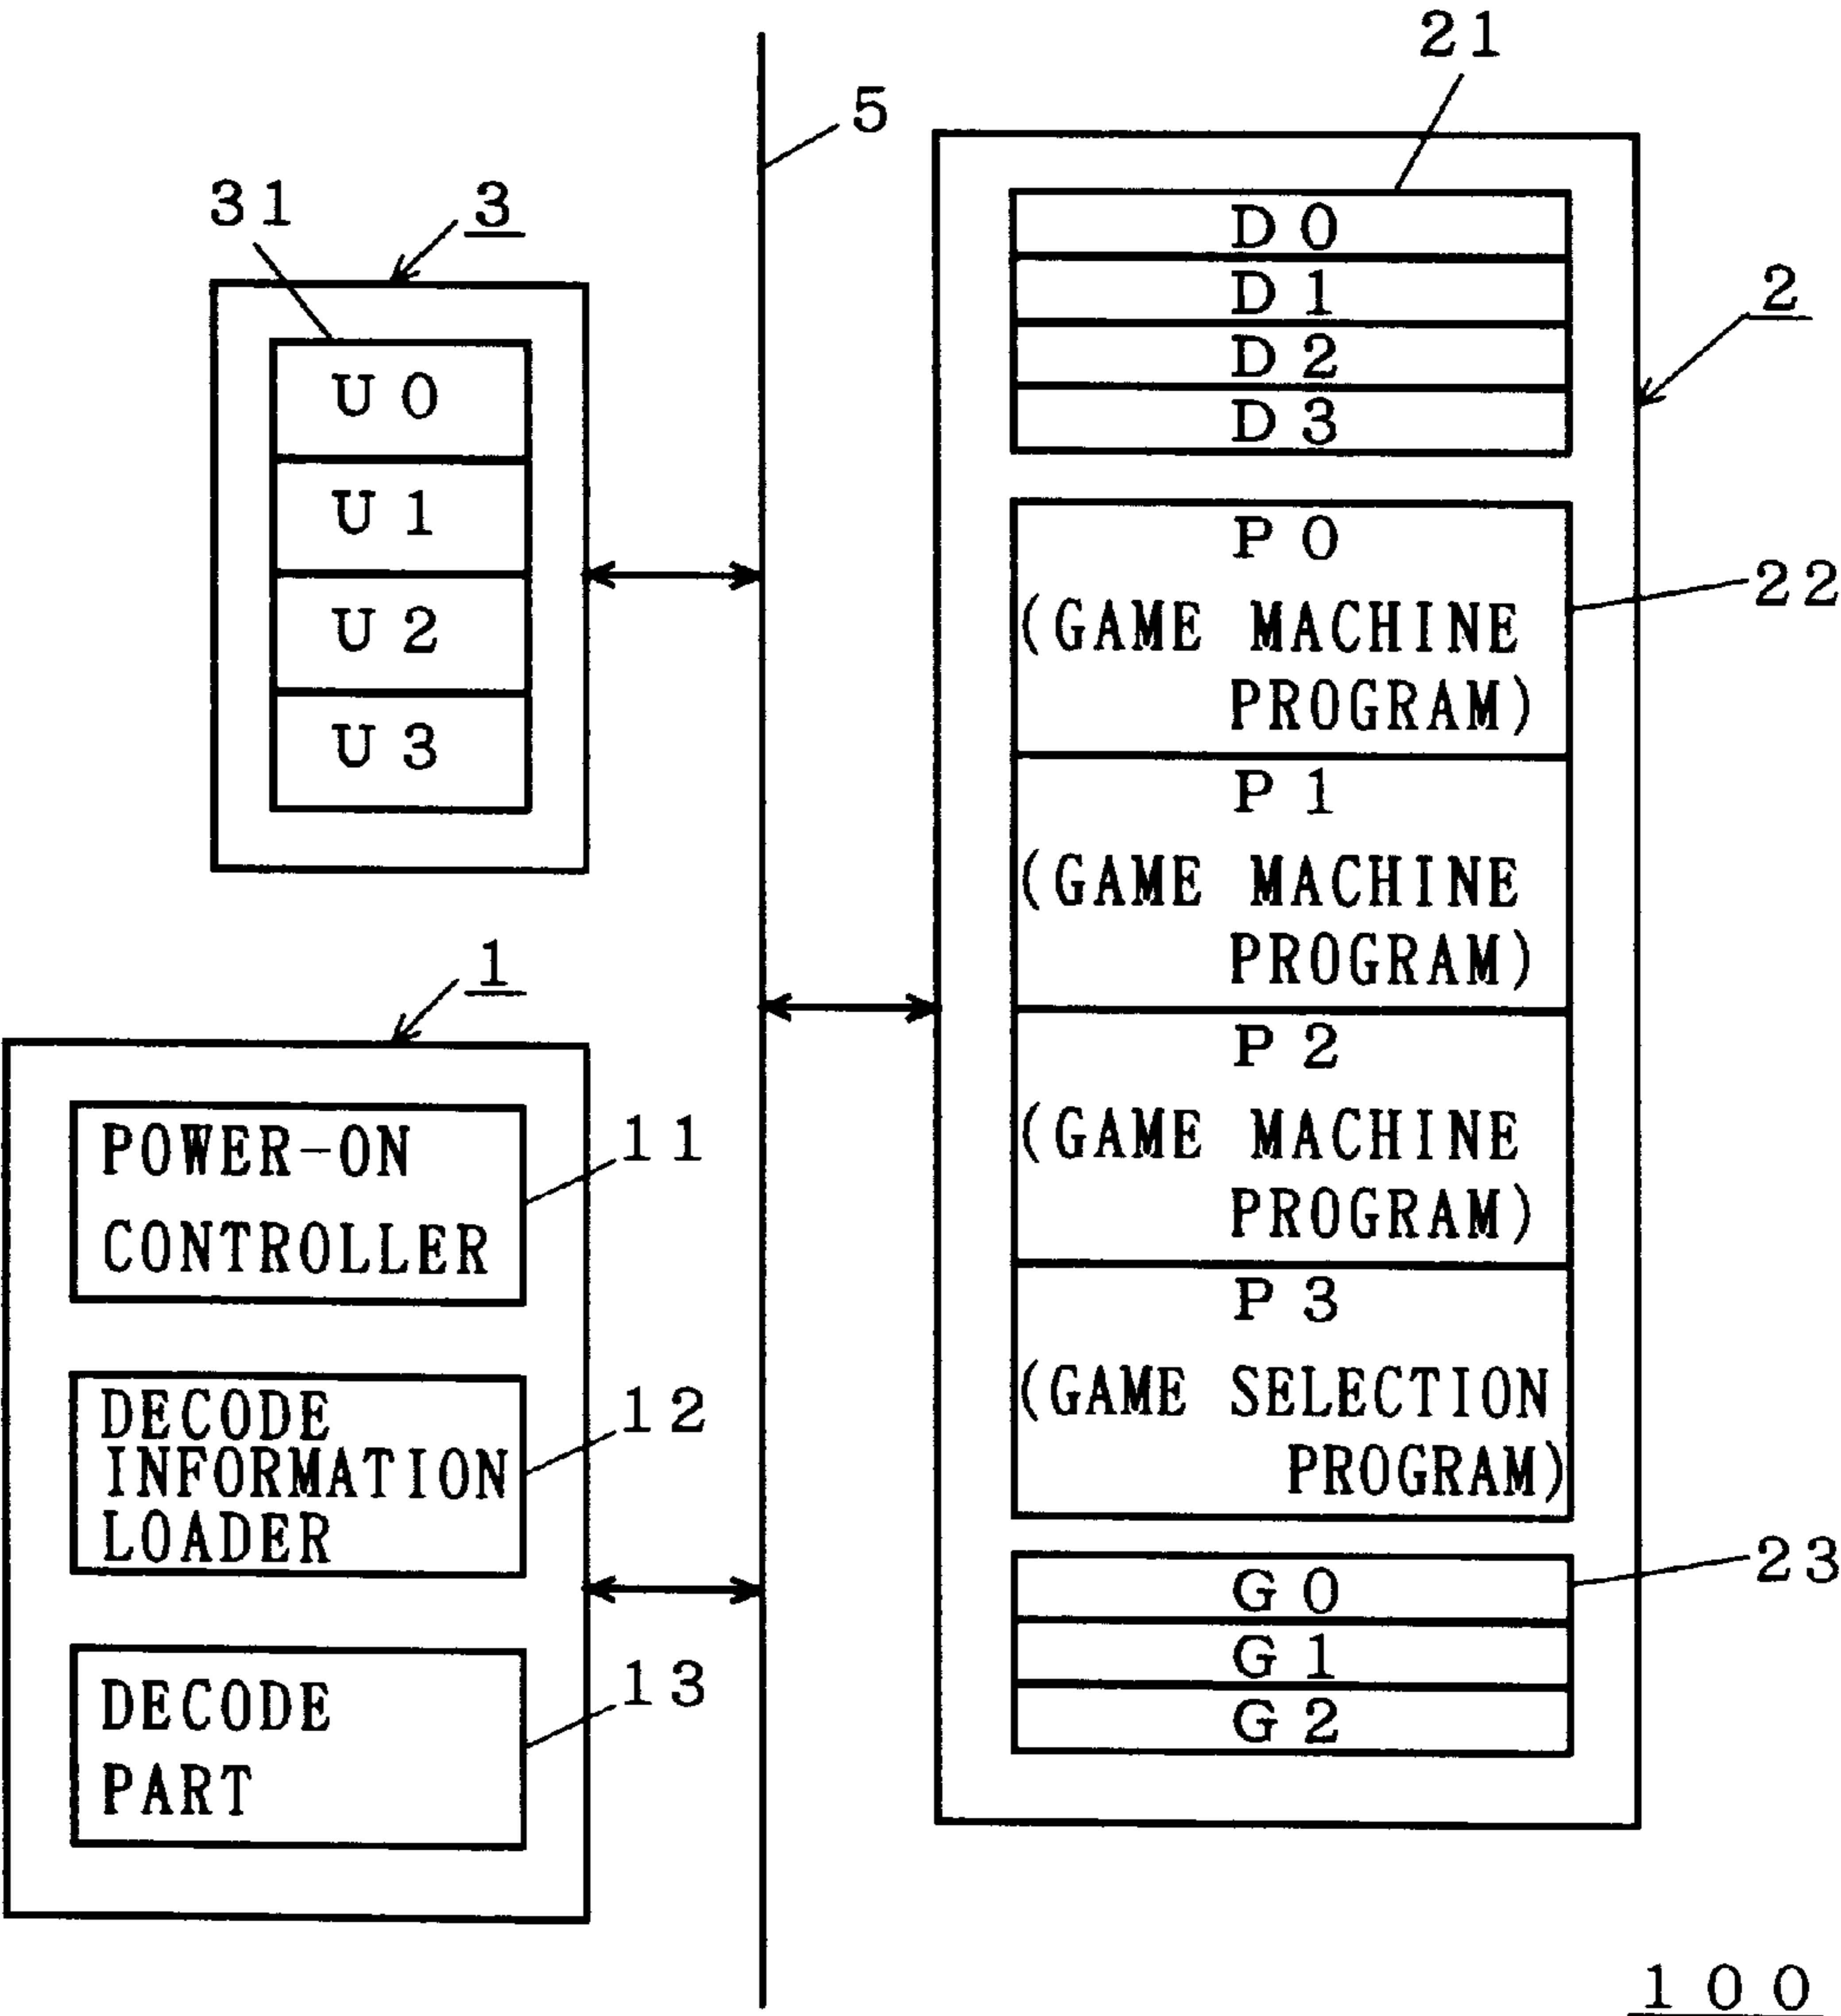 21
5
31
3
D0
D1
D2
D3
2
U0
U1
U2
U3
P0
(GAME MACHINE
PROGRAM)
22
P1
(GAME MACHINE
PROGRAM)
P2
(GAME MACHINE
PROGRAM)
P3
(GAME SELECTION
PROGRAM)
G0
G1
G2
23
1
POWER-ON
CONTROLLER
11
DECODE
INFORMATION
LOADER
12
DECODE
PART
13
100